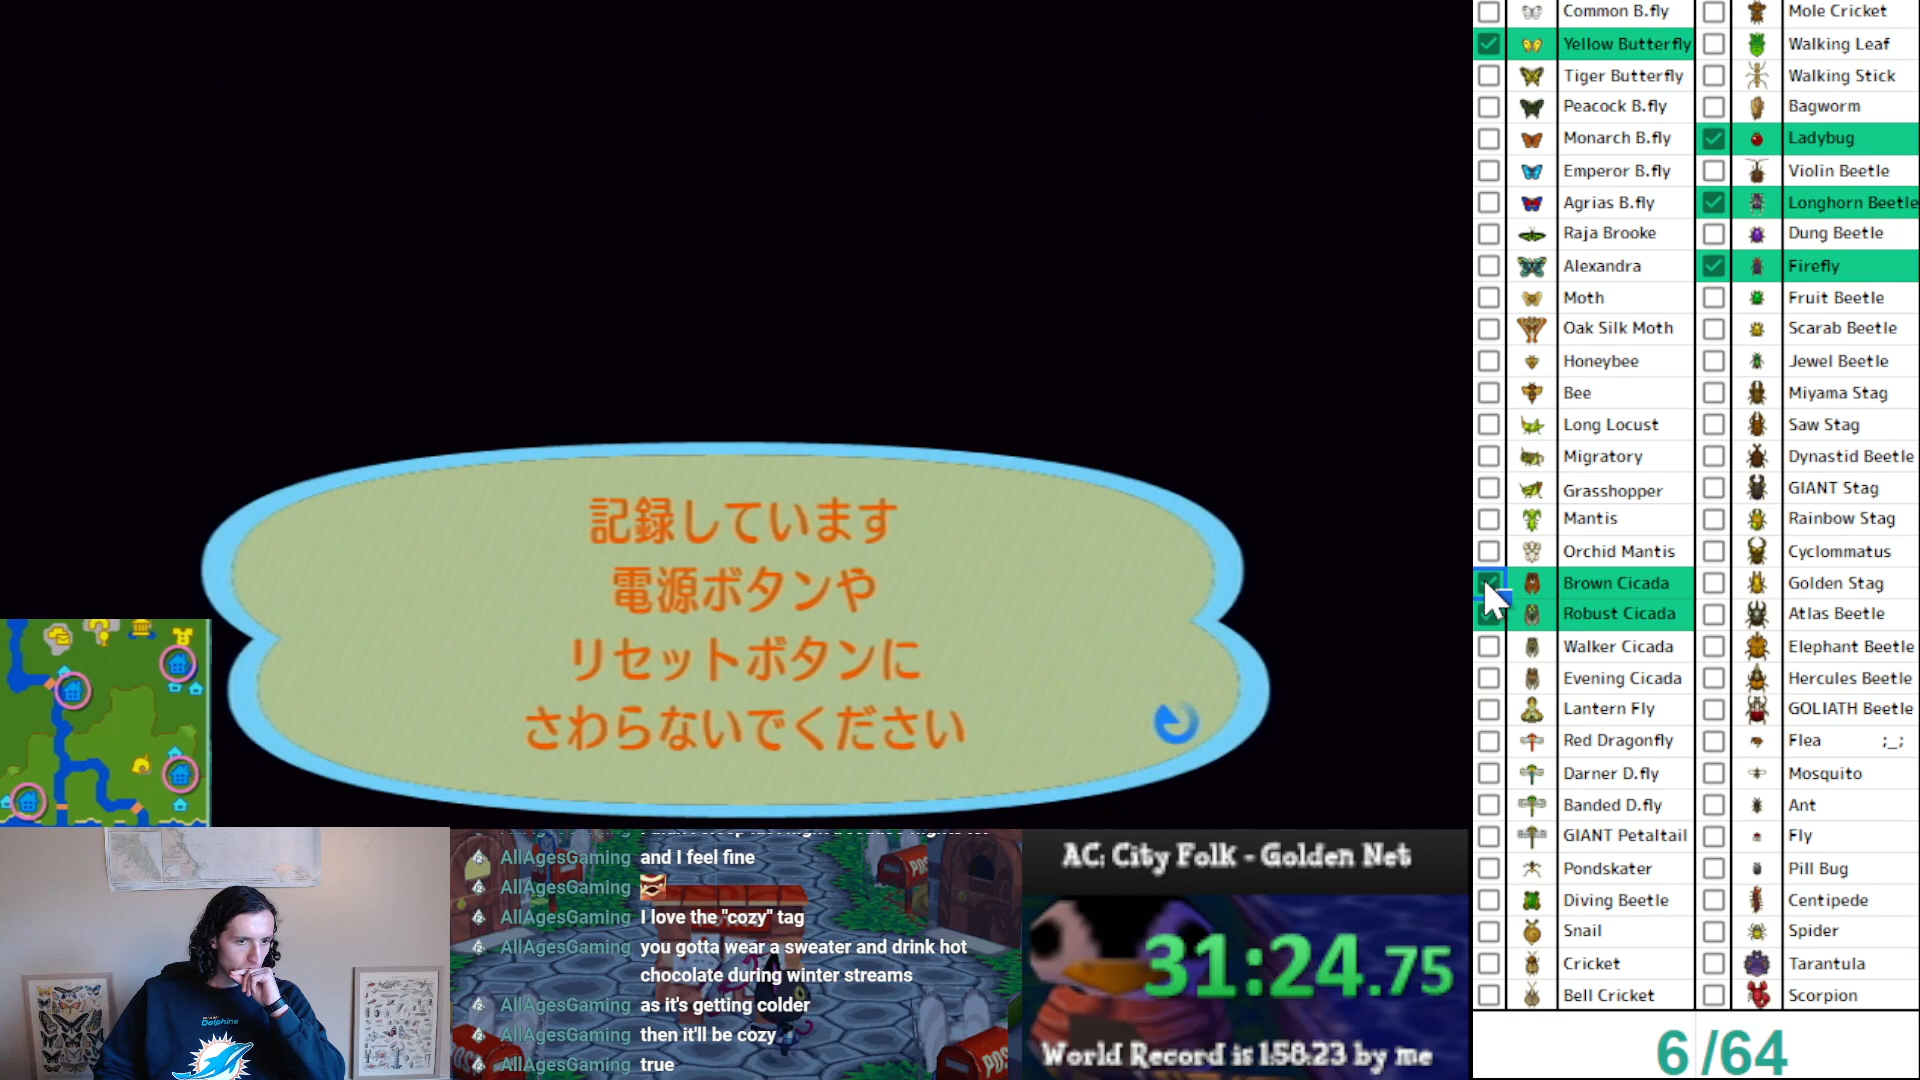 記録しています
電源ボタンや
リセットボタンに
さわらないでください
Common B.fly
Yellow Butterfly
Tiger Butterfly
Peacock B.fly
Monarch B.fly
Emperor B.fly
Agrias B.fly
Raja Brooke
Alexandra
Moth
Oak Silk Moth
Honeybee
Bee
Long Locust
Migratory
Grasshopper
Mantis
Orchid Mantis
Brown Cicada
Robust Cicada
Walker Cicada
Evening Cicada
Lantern Fly
Red Dragonfly
Darner D.fly
Banded D.fly
GIANT Petaltail
Pondskater
Diving Beetle
Snail
Cricket
Bell Cricket
Mole Cricket
Walking Leaf
Walking Stick
Bagworm
Ladybug
Violin Beetle
Longhorn Beetle
Dung Beetle
Firefly
Fruit Beetle
Scarab Beetle
Jewel Beetle
Miyama Stag
Saw Stag
Dynastid Beetle
GIANT Stag
Rainbow Stag
Cyclommatus
Golden Stag
Atlas Beetle
Elephant Beetle
Hercules Beetle
GOLIATH Beetle
Flea ;_;
Mosquito
Ant
Fly
Pill Bug
Centipede
Spider
Tarantula
Scorpion
6 /64
AllAgesGaming and I feel fine
AllAgesGaming
AllAgesGaming I love the "cozy" tag
AllAgesGaming you gotta wear a sweater and drink hot
chocolate during winter streams
AllAgesGaming as it's getting colder
AllAgesGaming then it'll be cozy
AllAgesGaming true
AC: City Folk - Golden Net
31:24.75
World Record is 1:58:23 by me
Dolphins